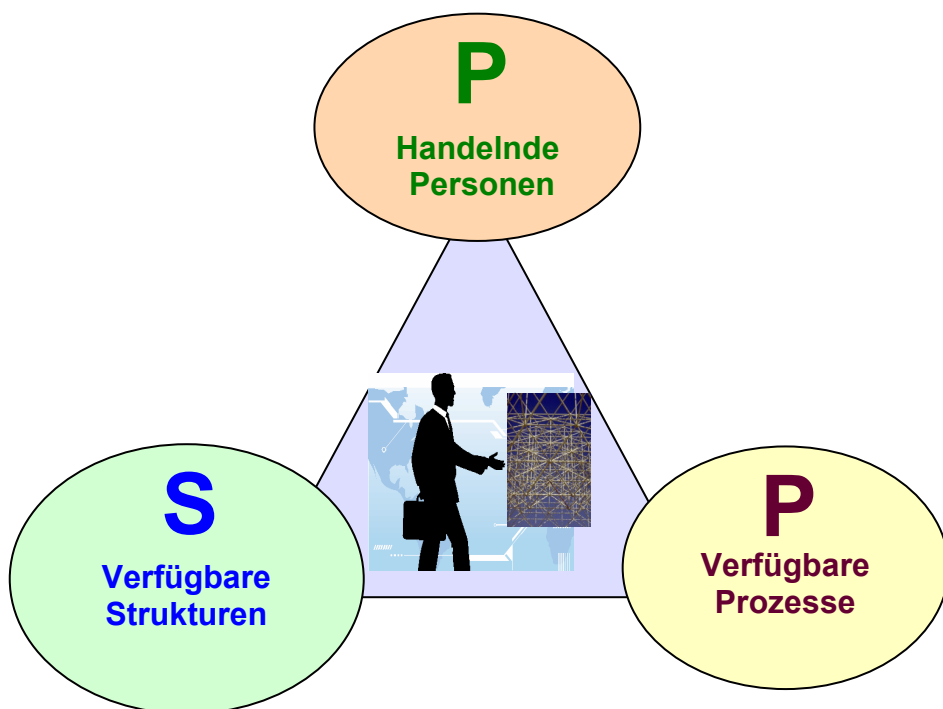 P
Handelnde
Personen
S
Verfügbare
Strukturen
P
Verfügbare
Prozesse